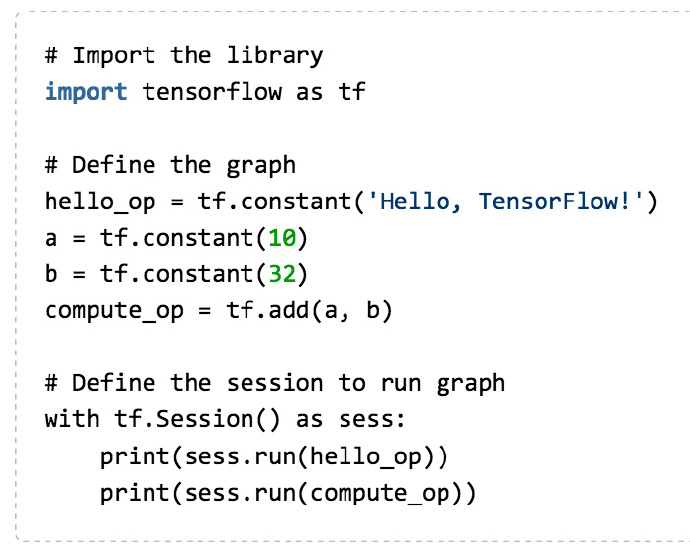 # Import the library
import tensorflow as tf

# Define the graph
hello_op = tf.constant('Hello, TensorFlow!')
a = tf.constant(10)
b = tf.constant(32)
compute_op = tf.add(a, b)

# Define the session to run graph
with tf.Session() as sess:
    print(sess.run(hello_op))
    print(sess.run(compute_op))